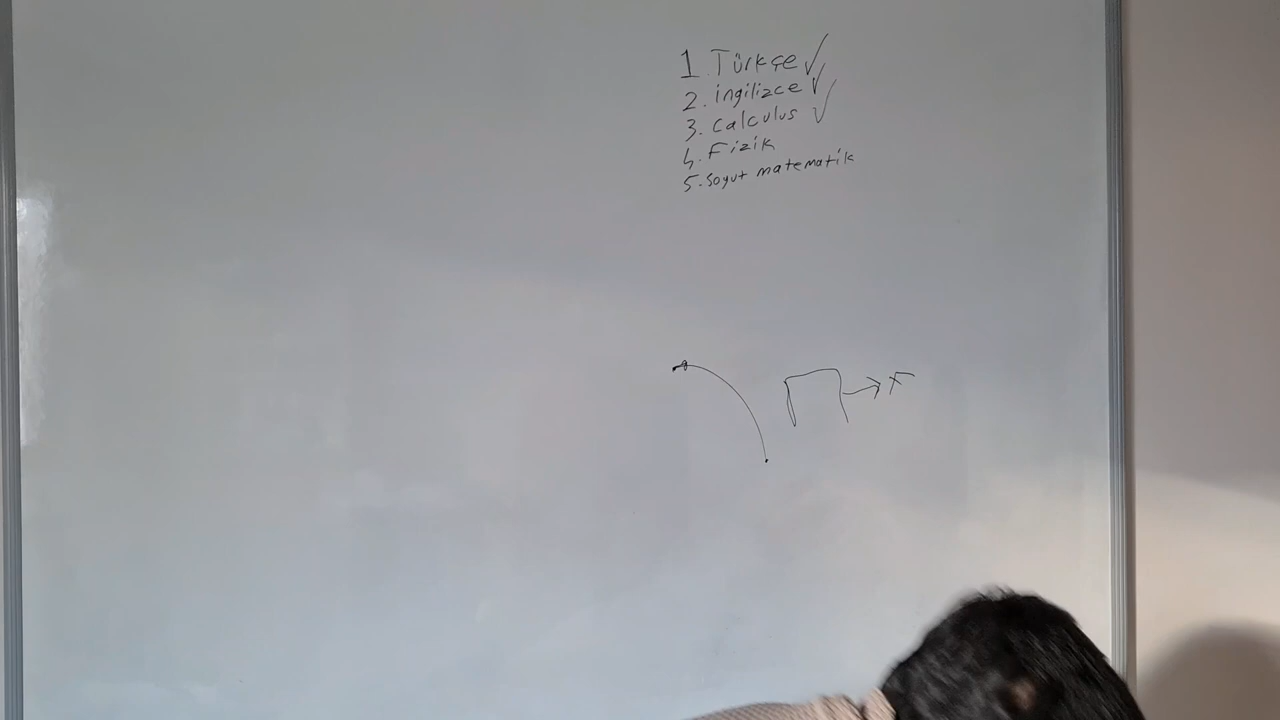 1. Türkçe ✓
2. ingilizce ✓
3. calculus ✓
4. Fizik
5. Soyut matematik
F